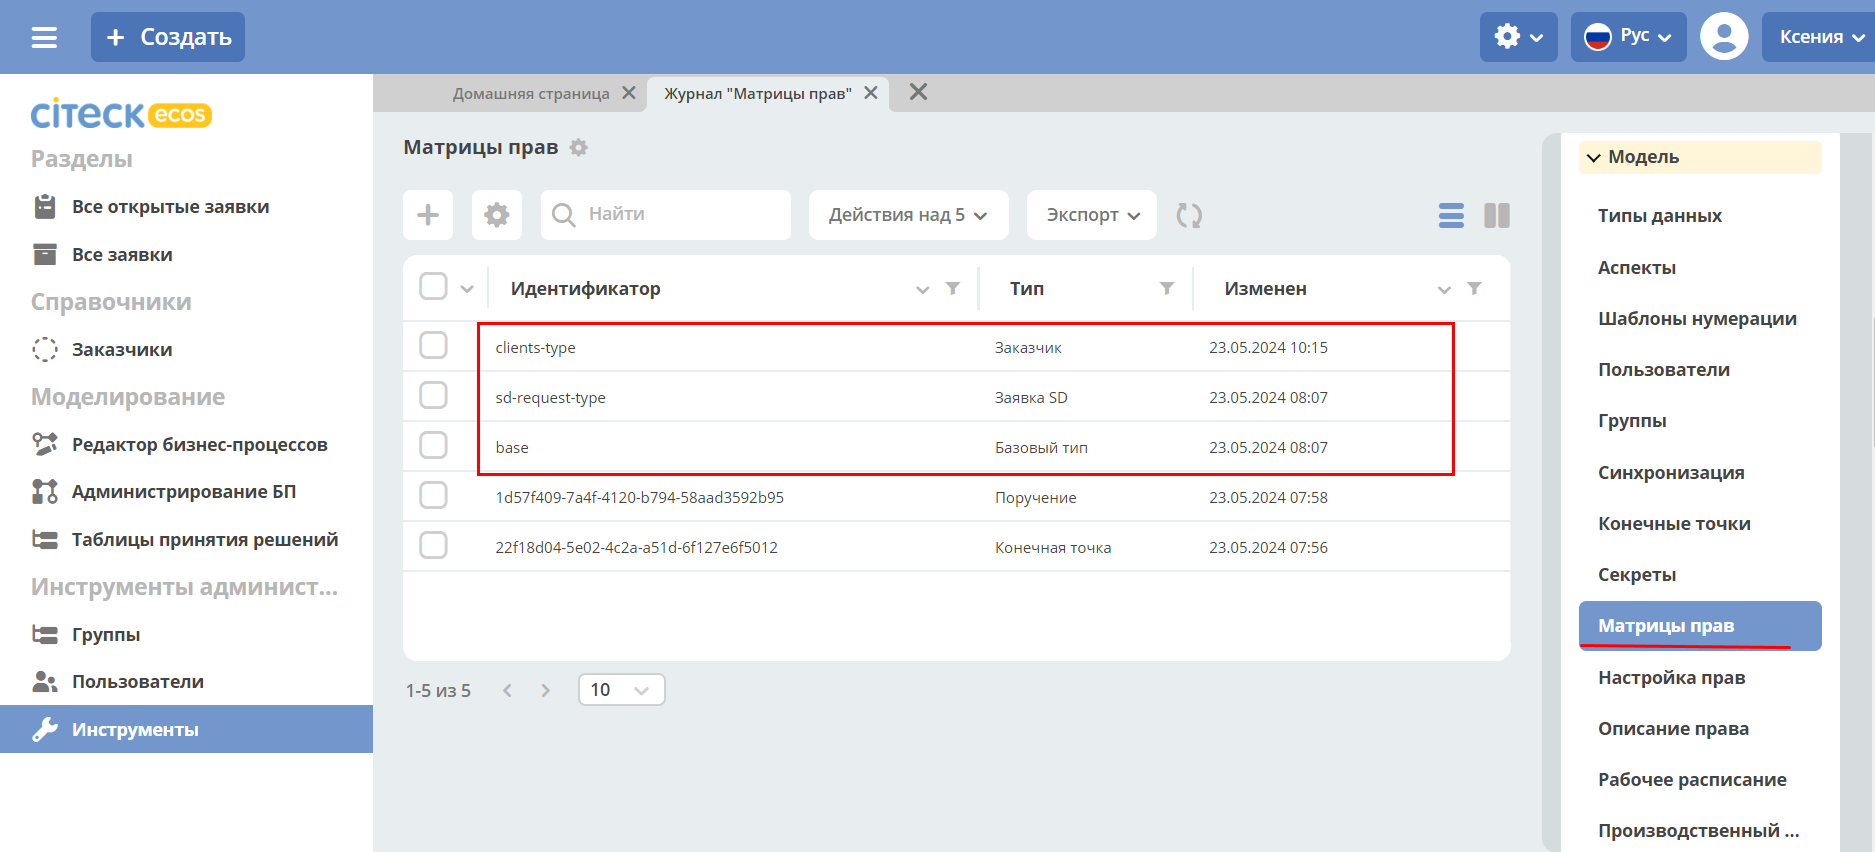 Создать
Рус
Ксения
citeck ecos
Домашняя страница
Журнал "Матрицы прав"
Разделы
Все открытые заявки
Все заявки
Справочники
Заказчики
Моделирование
Редактор бизнес-процессов
Администрирование БП
Таблицы принятия решений
Инструменты админист...
Группы
Пользователи
Инструменты
Матрицы прав
Найти
Действия над 5
Экспорт
Идентификатор Тип Изменен
clients-type Заказчик 23.05.2024 10:15
sd-request-type Заявка SD 23.05.2024 08:07
base Базовый тип 23.05.2024 08:07
1d57f409-7a4f-4120-b794-58aad3592b95 Поручение 23.05.2024 07:58
22f18d04-5e02-4c2a-a51d-6f127e6f5012 Конечная точка 23.05.2024 07:56
1-5 из 5
10
Модель
Типы данных
Аспекты
Шаблоны нумерации
Пользователи
Группы
Синхронизация
Конечные точки
Секреты
Матрицы прав
Настройка прав
Описание права
Рабочее расписание
Производственный ...